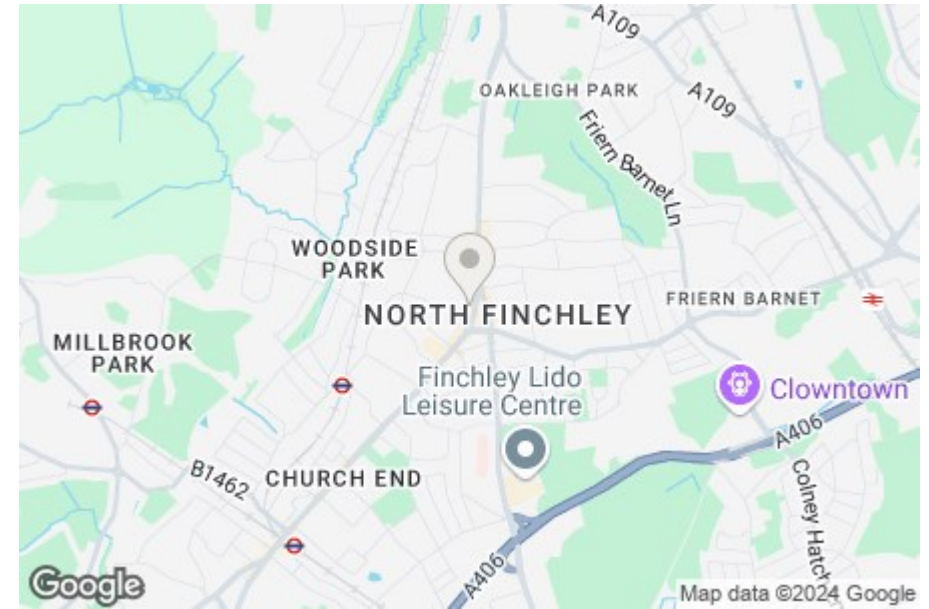 A109
OAKLEIGH PARK
A109
Friern Barnet Ln
WOODSIDE
PARK
NORTH FINCHLEY
FRIERN BARNET
MILLBROOK
PARK
Finchley Lido
Leisure Centre
Clowntown
A406
B1462
CHURCH END
Colney Hatch
A406
Google
Map data ©2024 Google